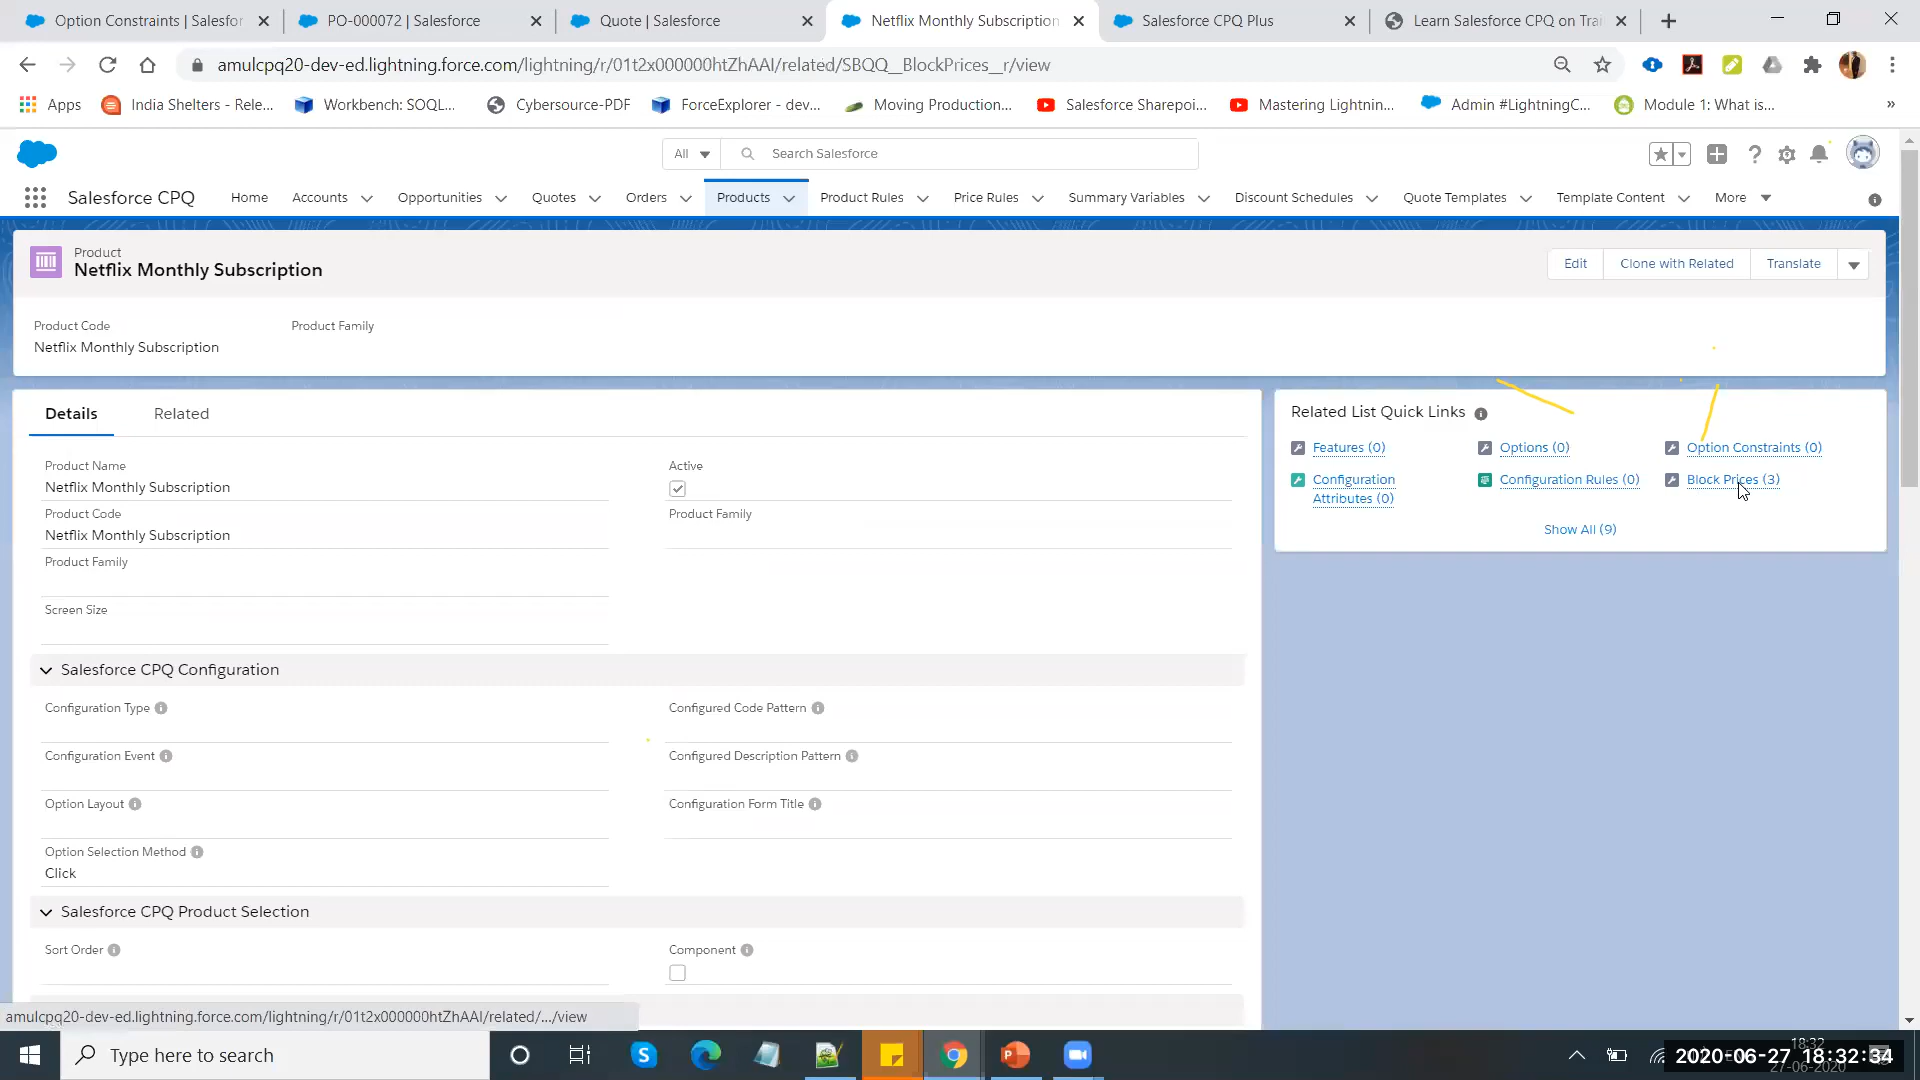 Option Constraints | Salesfor
PO-000072 | Salesforce
Quote | Salesforce
Netflix Monthly Subscription
Salesforce CPQ Plus
Learn Salesforce CPQ on Trai
amulcpq20-dev-ed.lightning.force.com/lightning/r/01t2x000000htZhAAI/related/SBQQ__BlockPrices__r/view
Apps
India Shelters - Rele...
Workbench: SOQL...
Cybersource-PDF
ForceExplorer - dev...
Moving Production...
Salesforce Sharepoi...
Mastering Lightnin...
Admin #LightningC...
Module 1: What is...
»
All
Search Salesforce
Salesforce CPQ
Home
Accounts
Opportunities
Quotes
Orders
Products
Product Rules
Price Rules
Summary Variables
Discount Schedules
Quote Templates
Template Content
More
Product
Netflix Monthly Subscription
Edit
Clone with Related
Translate
Product Code
Product Family
Netflix Monthly Subscription
Details
Related
Product Name
Netflix Monthly Subscription
Active
Product Code
Netflix Monthly Subscription
Product Family
Product Family
Screen Size
Salesforce CPQ Configuration
Configuration Type
Configured Code Pattern
Configuration Event
Configured Description Pattern
Option Layout
Configuration Form Title
Option Selection Method
Click
Salesforce CPQ Product Selection
Sort Order
Component
Related List Quick Links
Features (0)
Options (0)
Option Constraints (0)
Configuration
Attributes (0)
Configuration Rules (0)
Block Prices (3)
Show All (9)
amulcpq20-dev-ed.lightning.force.com/lightning/r/01t2x000000htZhAAI/related/.../view
Type here to search
18:32
2020-06-27 18:32:34
27-06-2020